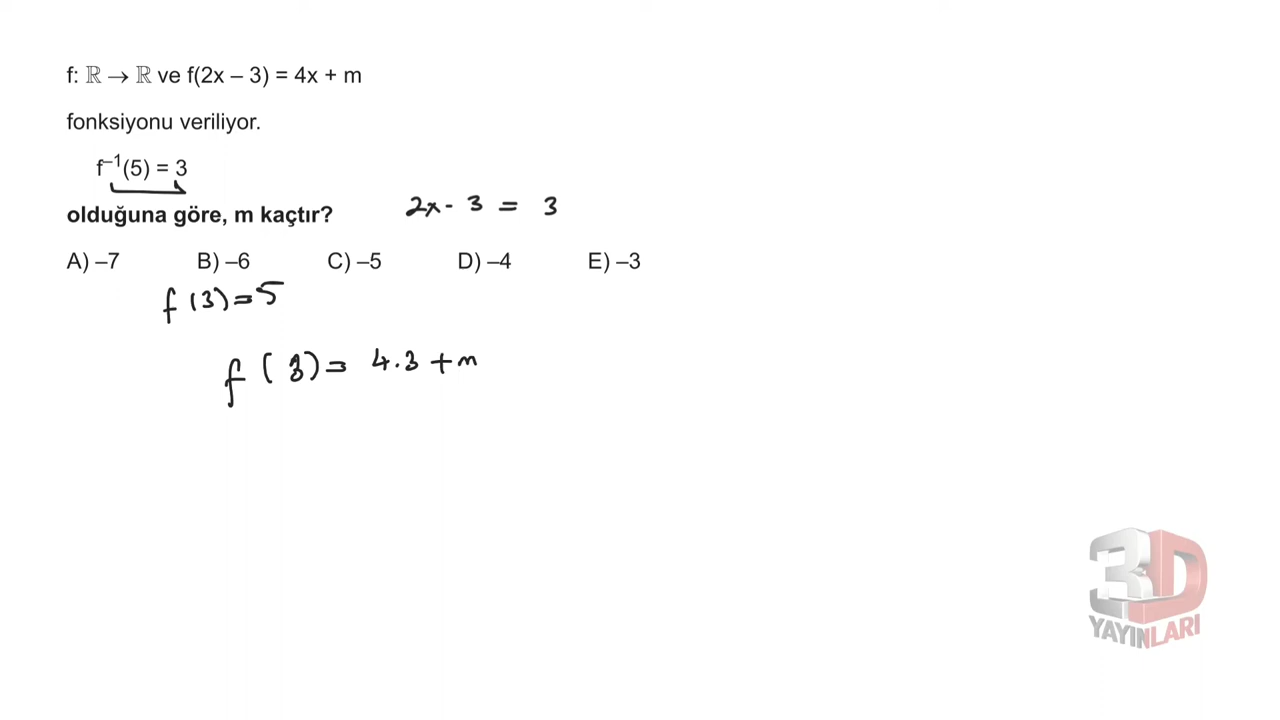 f: ℝ → ℝ ve f(2x – 3) = 4x + m
fonksiyonu veriliyor.
f⁻¹(5) = 3
olduğuna göre, m kaçtır?
2x - 3 = 3
A) –7 B) –6 C) –5 D) –4 E) –3
f(3)=5
f(3)= 4.3 +m
3D
YAYINLARI